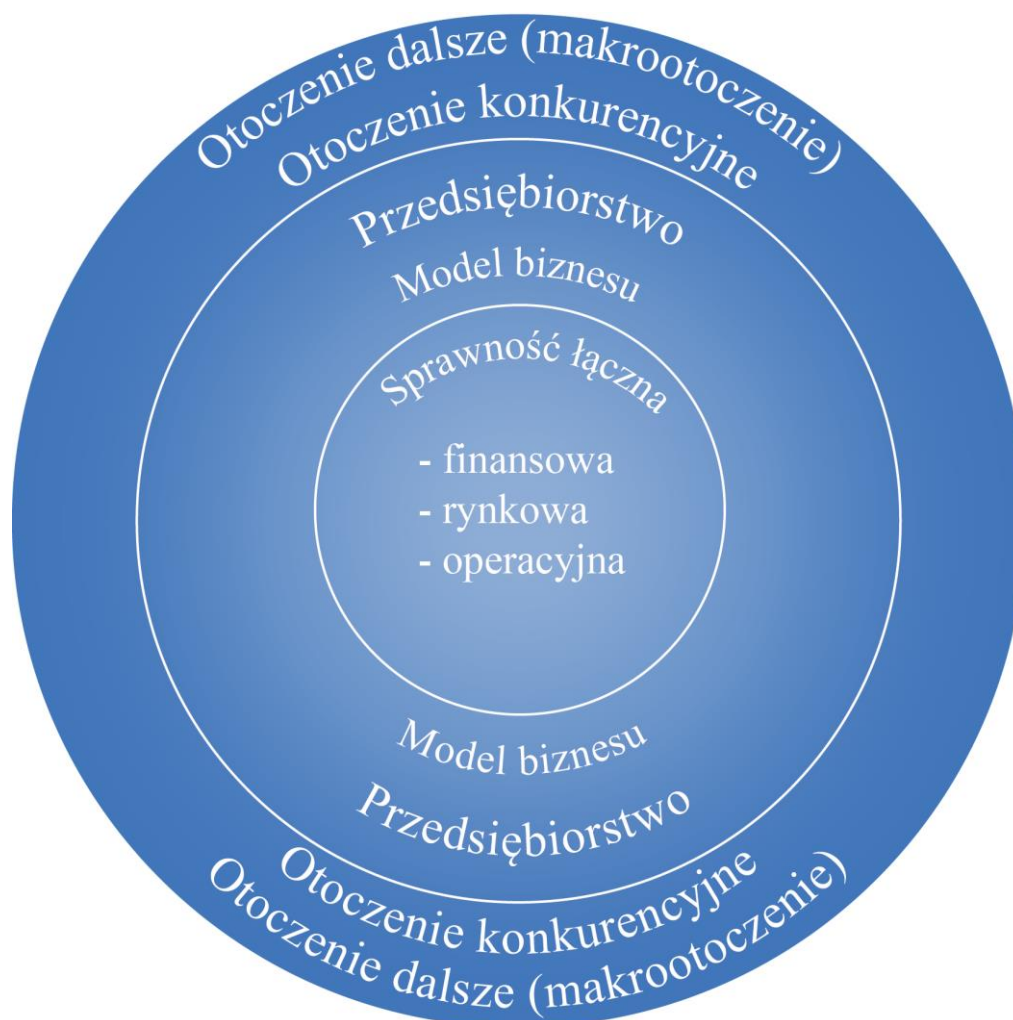 Otoczenie dalsze (makrootoczenie)
Otoczenie konkurencyjne
Przedsiębiorstwo
Model biznesu
Sprawność łączna
- finansowa
- rynkowa
- operacyjna
Model biznesu
Przedsiębiorstwo
Otoczenie konkurencyjne
Otoczenie dalsze (makrootoczenie)